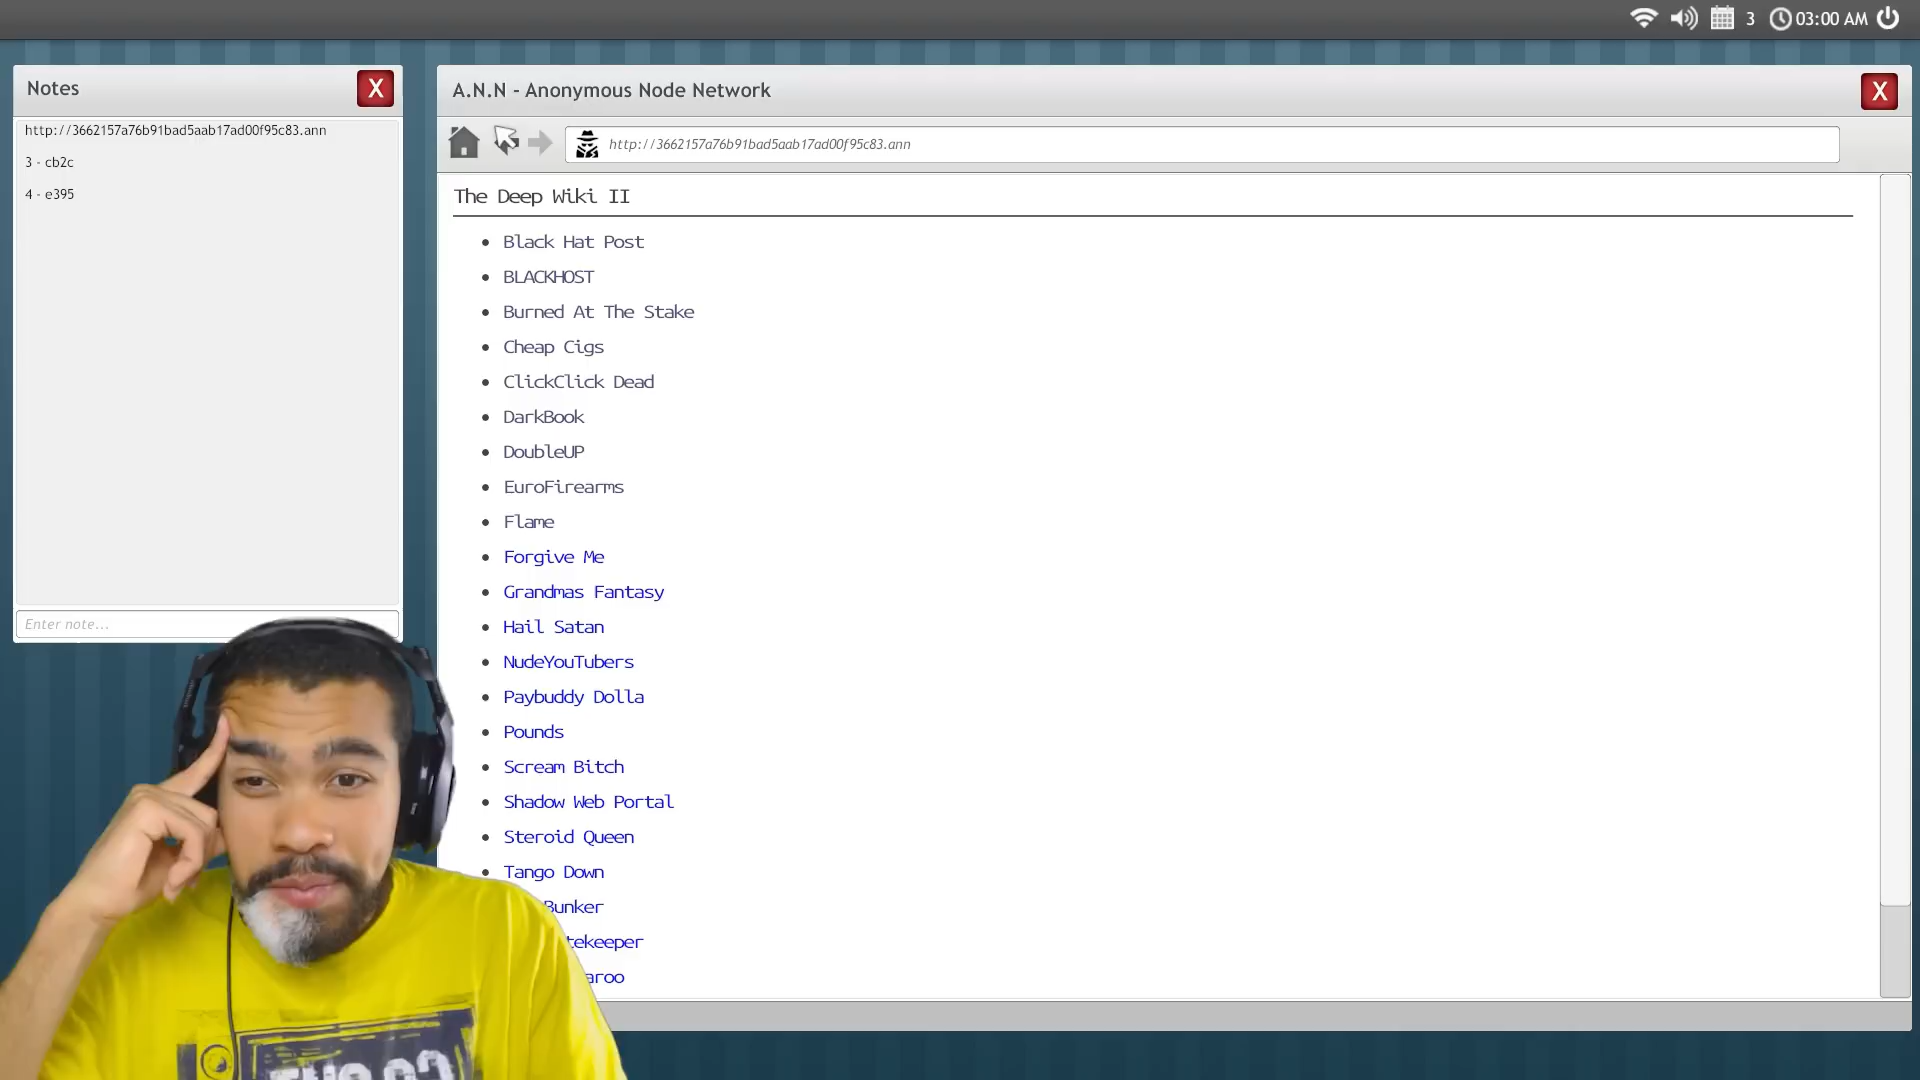 3 03:00 AM
Notes X
http://3662157a76b91bad5aab17ad00f95c83.ann
3 - cb2c
4 - e395
Enter note...
A.N.N - Anonymous Node Network X
http://3662157a76b91bad5aab17ad00f95c83.ann
The Deep Wiki II
Black Hat Post
BLACKHOST
Burned At The Stake
Cheap Cigs
ClickClick Dead
DarkBook
DoubleUP
EuroFirearms
Flame
Forgive Me
Grandmas Fantasy
Hail Satan
NudeYouTubers
Paybuddy Dolla
Pounds
Scream Bitch
Shadow Web Portal
Steroid Queen
Tango Down
Bunker
tekeeper
aroo